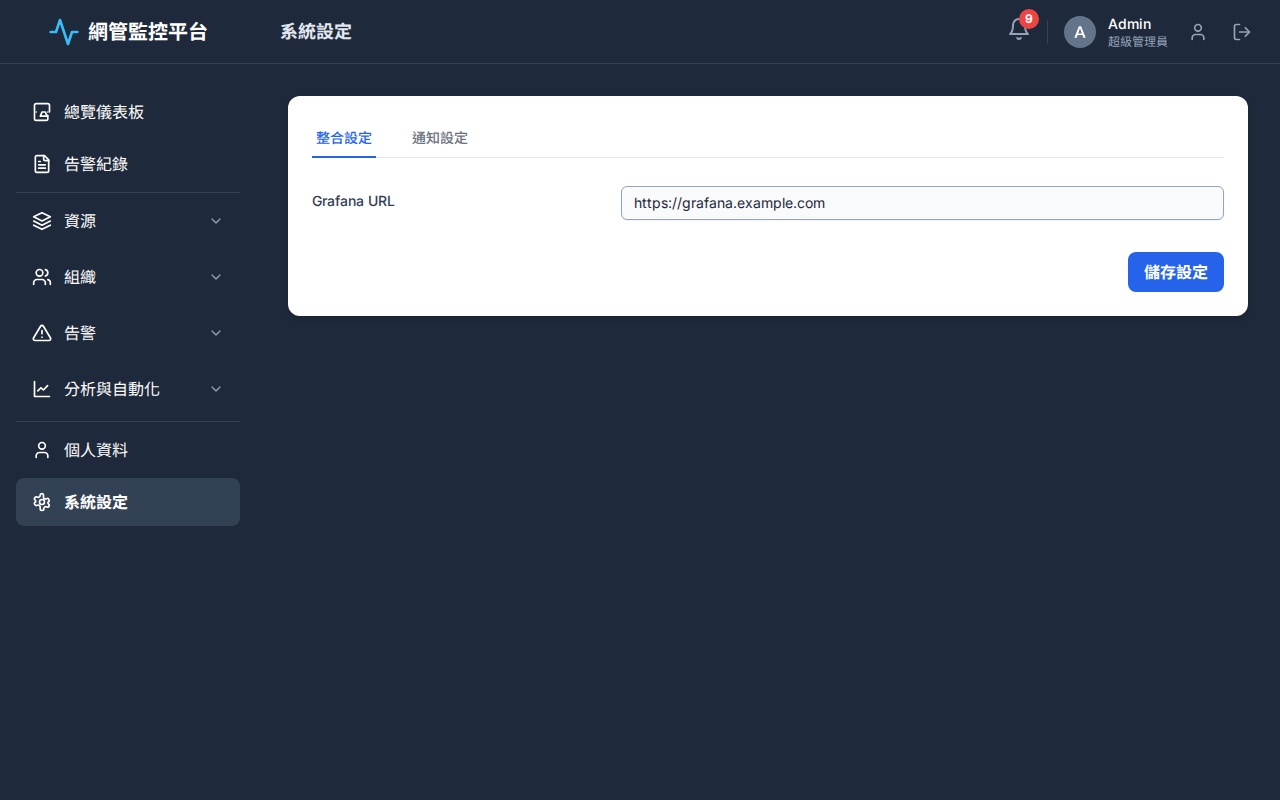 網管監控平台
系統設定
9
A
Admin
超級管理員
總覽儀表板
告警紀錄
資源
組織
告警
分析與自動化
個人資料
系統設定
整合設定
通知設定
Grafana URL
https://grafana.example.com
儲存設定